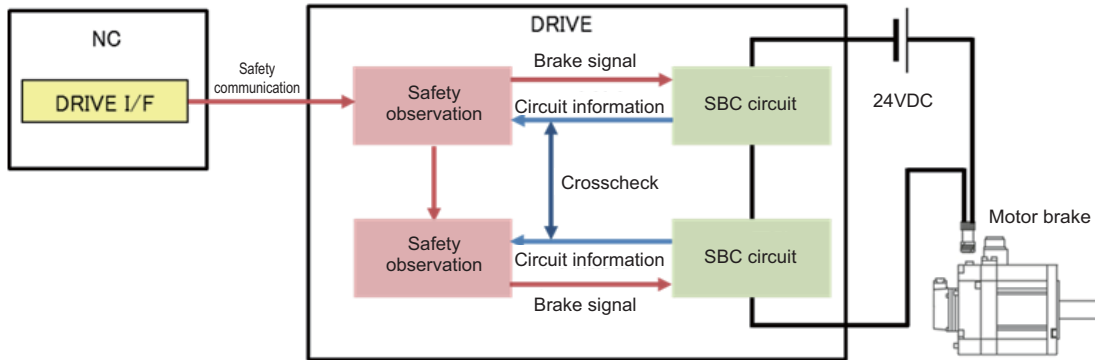 NC
DRIVE I/F
Safety
communication
DRIVE
Safety
observation
Brake signal
Circuit information
SBC circuit
Crosscheck
Safety
observation
Circuit information
Brake signal
SBC circuit
24VDC
Motor brake